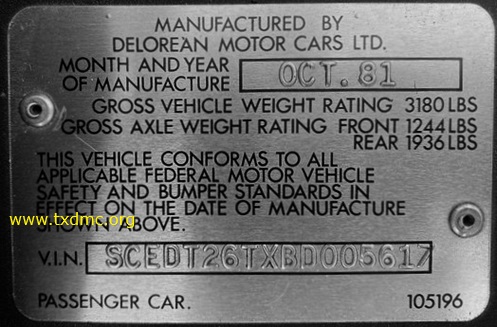 MANUFACTURED BY
DELOREAN MOTOR CARS LTD.
MONTH AND YEAR
OF MANUFACTURE OCT. 81
GROSS VEHICLE WEIGHT RATING 3180 LBS
GROSS AXLE WEIGHT RATING FRONT 1244 LBS
REAR 1936 LBS
THIS VEHICLE CONFORMS TO ALL
APPLICABLE FEDERAL MOTOR VEHICLE
SAFETY AND BUMPER STANDARDS IN
EFFECT ON THE DATE OF MANUFACTURE
www.txdmc.org
SHOWN ABOVE.
V.I.N. SCEDT26TXBD005617
PASSENGER CAR. 105196